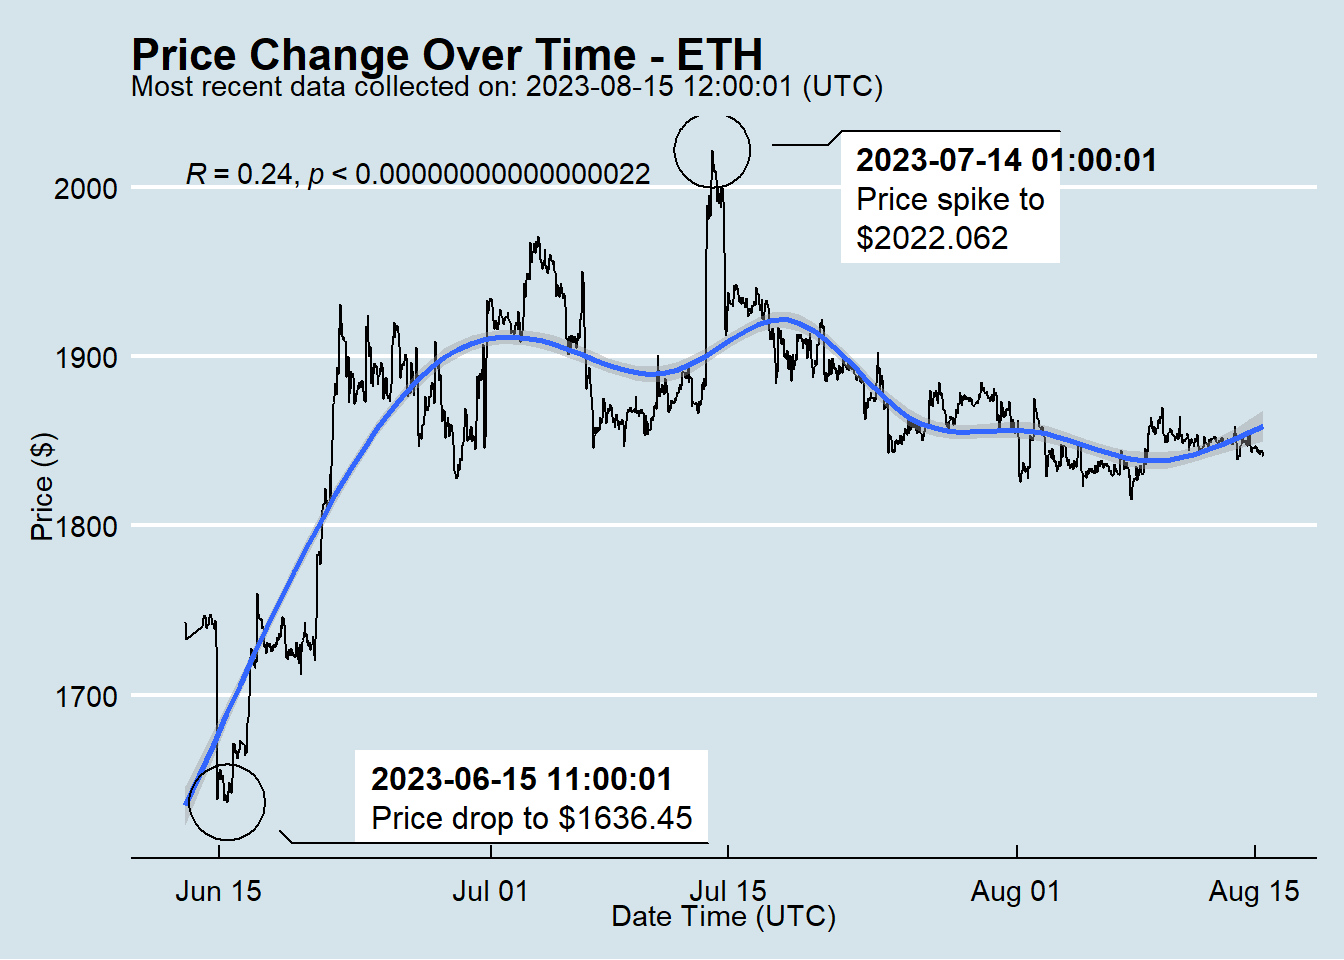 Price Change Over Time - ETH
Most recent data collected on: 2023-08-15 12:00:01 (UTC)
R = 0.24, p < 0.00000000000000022
2023-07-14 01:00:01
Price spike to
$2022.062
2000
1900
1800
1700
Price ($)
2023-06-15 11:00:01
Price drop to $1636.45
Jun 15
Jul 01
Jul 15
Aug 01
Aug 15
Date Time (UTC)